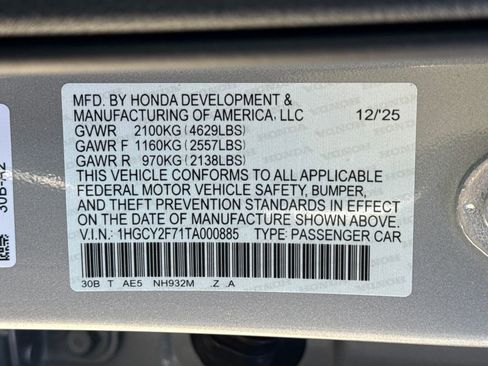 MFD. BY HONDA DEVELOPMENT &
MANUFACTURING OF AMERICA, LLC 12/'25
GVWR 2100KG (4629LBS)
GAWR F 1160KG (2557LBS)
GAWR R 970KG (2138LBS)
THIS VEHICLE CONFORMS TO ALL APPLICABLE
FEDERAL MOTOR VEHICLE SAFETY, BUMPER,
AND THEFT PREVENTION STANDARDS IN EFFECT
ON THE DATE OF MANUFACTURE SHOWN ABOVE.
V.I.N.: 1HGCY2F71TA000885 TYPE: PASSENGER CAR
30B T AE5 NH932M .Z .A
30B-A2